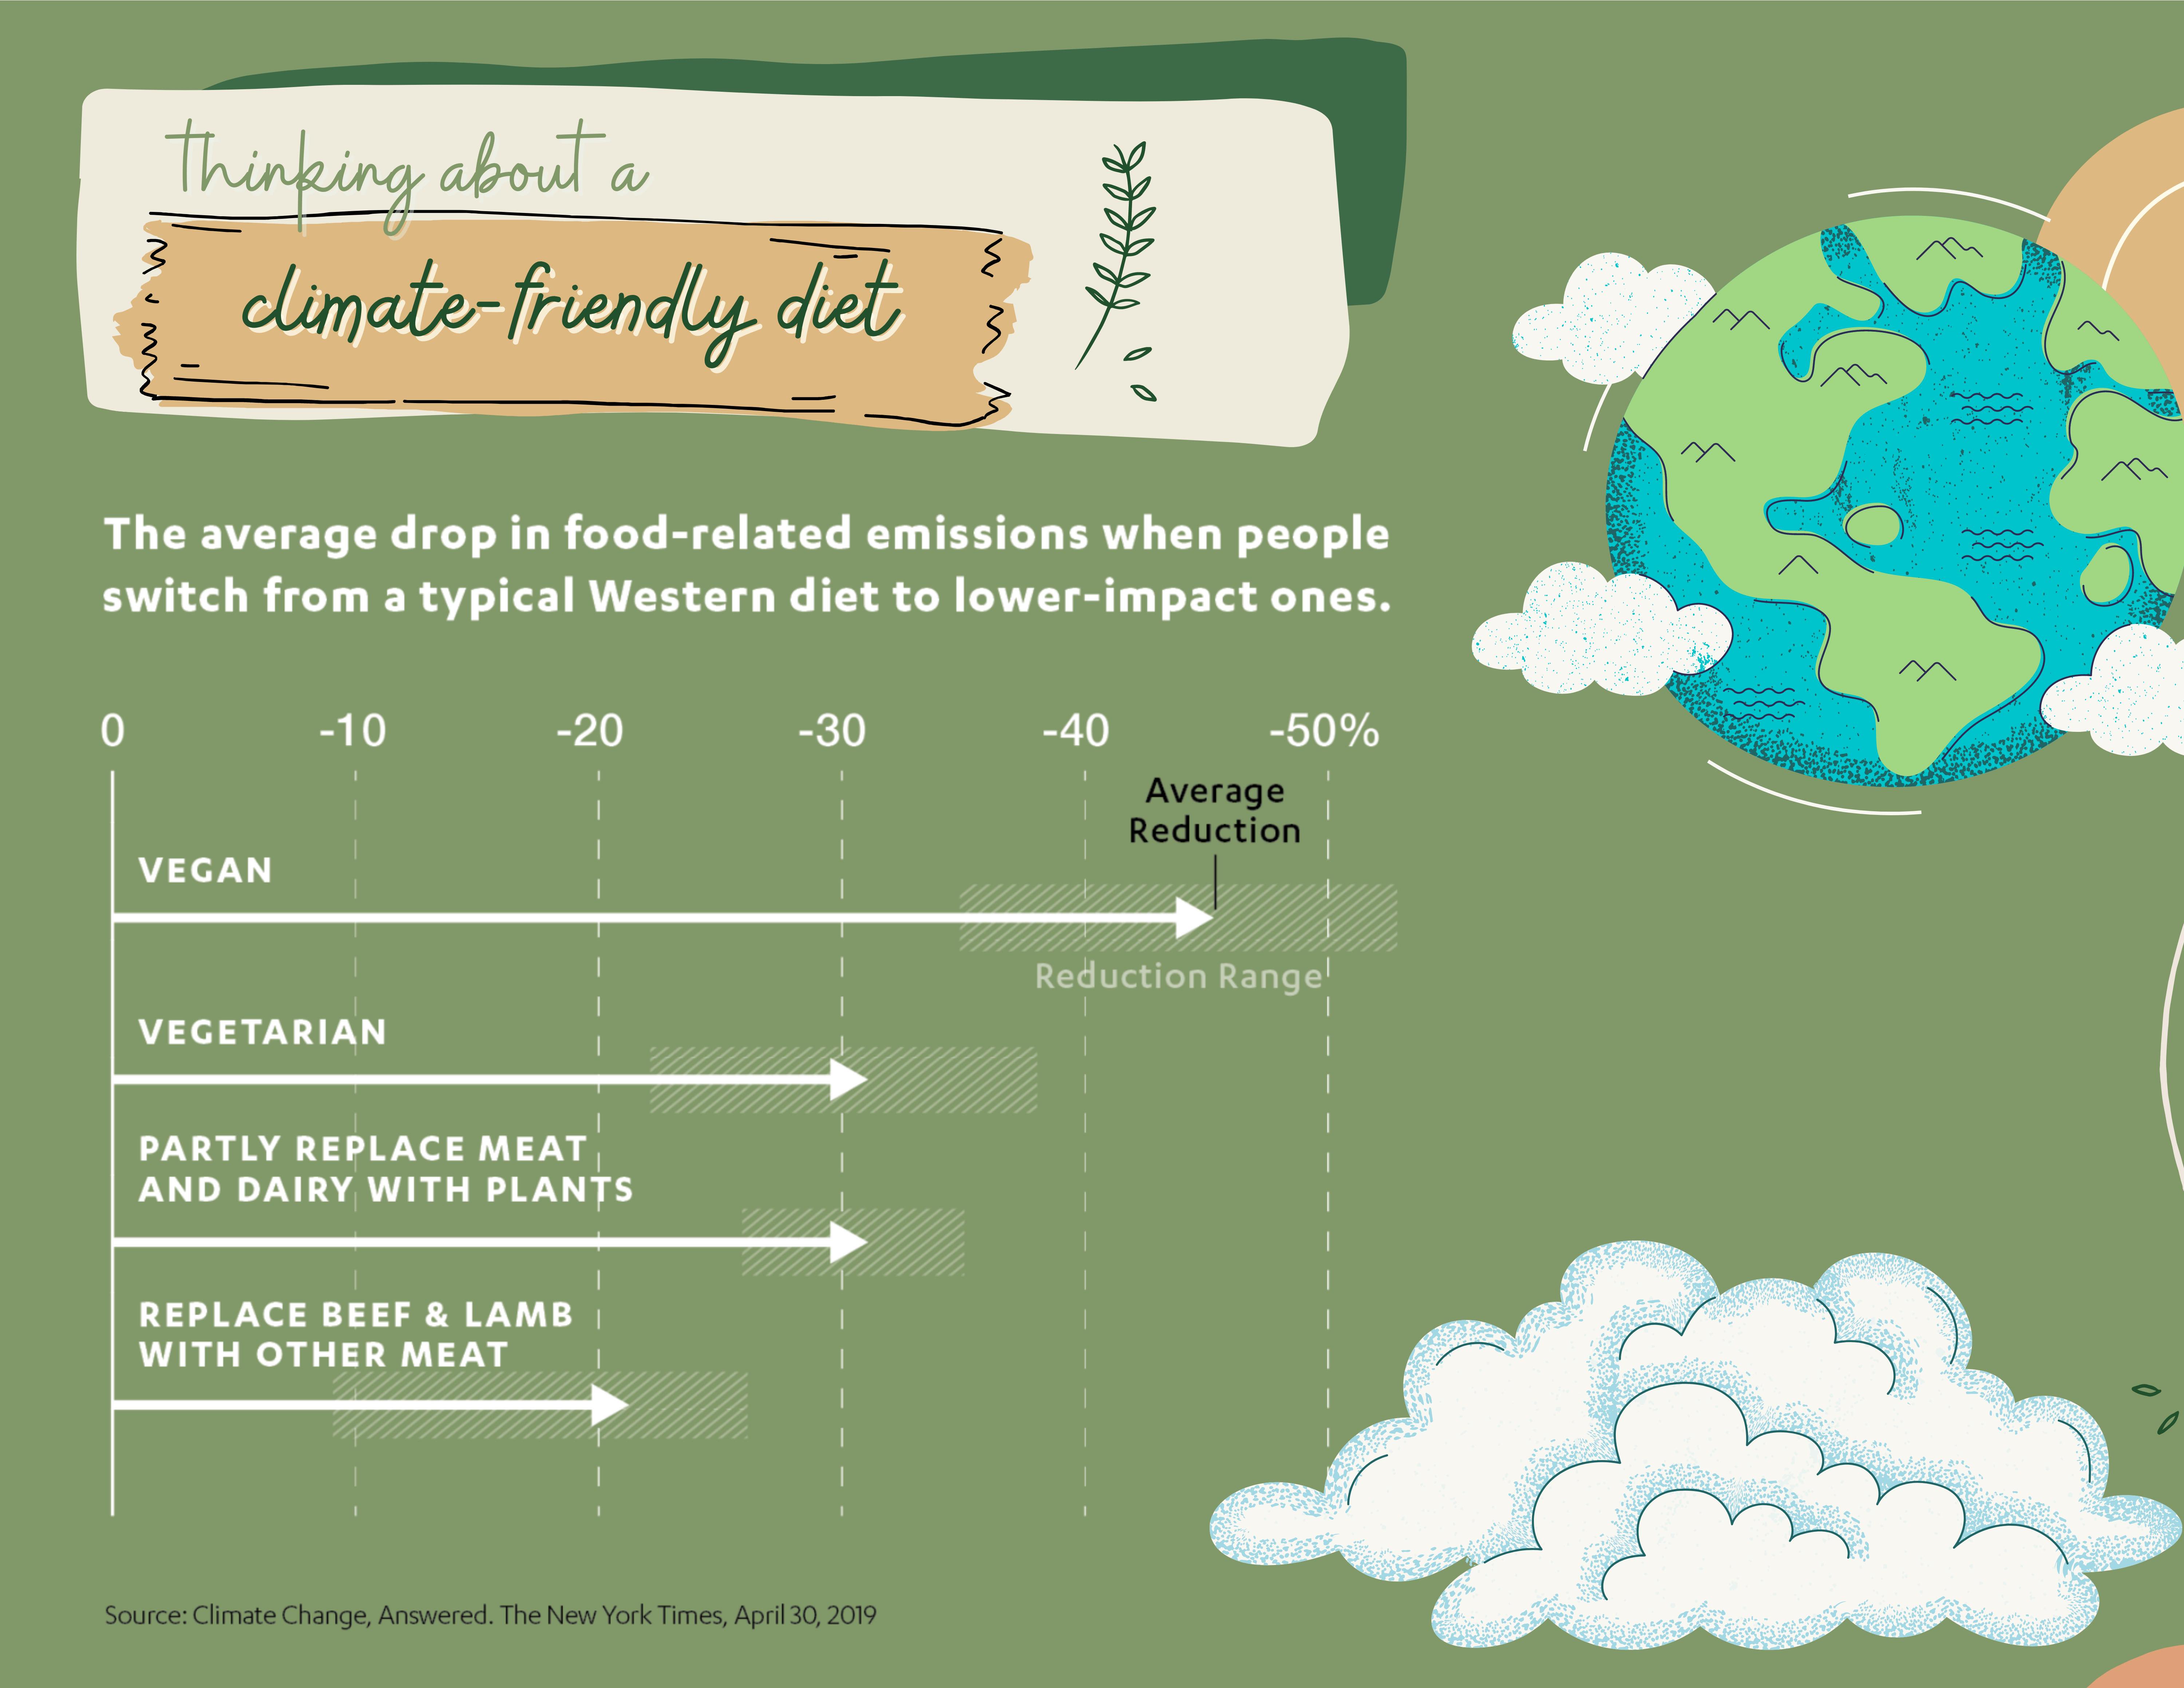 thinking about a
climate-friendly diet
The average drop in food-related emissions when people
switch from a typical Western diet to lower-impact ones.
0 -10 -20 -30 -40 -50%
Average
Reduction
VEGAN
Reduction Range
VEGETARIAN
PARTLY REPLACE MEAT
AND DAIRY WITH PLANTS
REPLACE BEEF & LAMB
WITH OTHER MEAT
Source: Climate Change, Answered. The New York Times, April 30, 2019